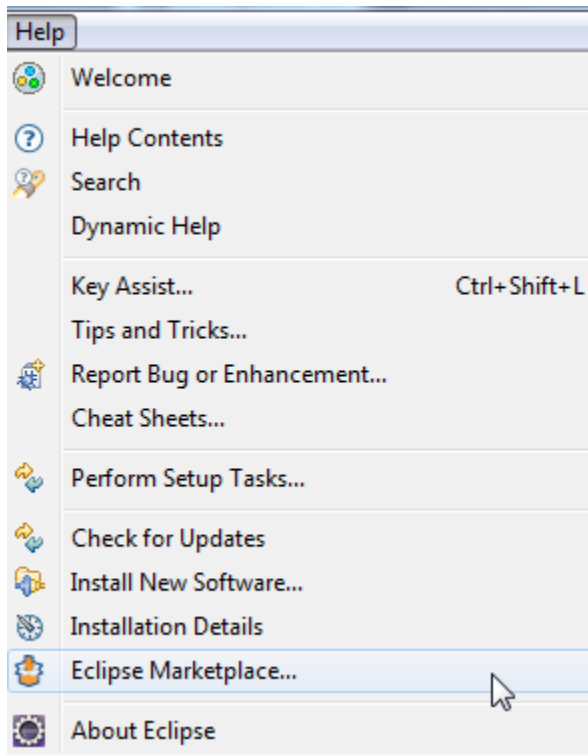 Help
Welcome
Help Contents
Search
Dynamic Help
Key Assist... Ctrl+Shift+L
Tips and Tricks...
Report Bug or Enhancement...
Cheat Sheets...
Perform Setup Tasks...
Check for Updates
Install New Software...
Installation Details
Eclipse Marketplace...
About Eclipse